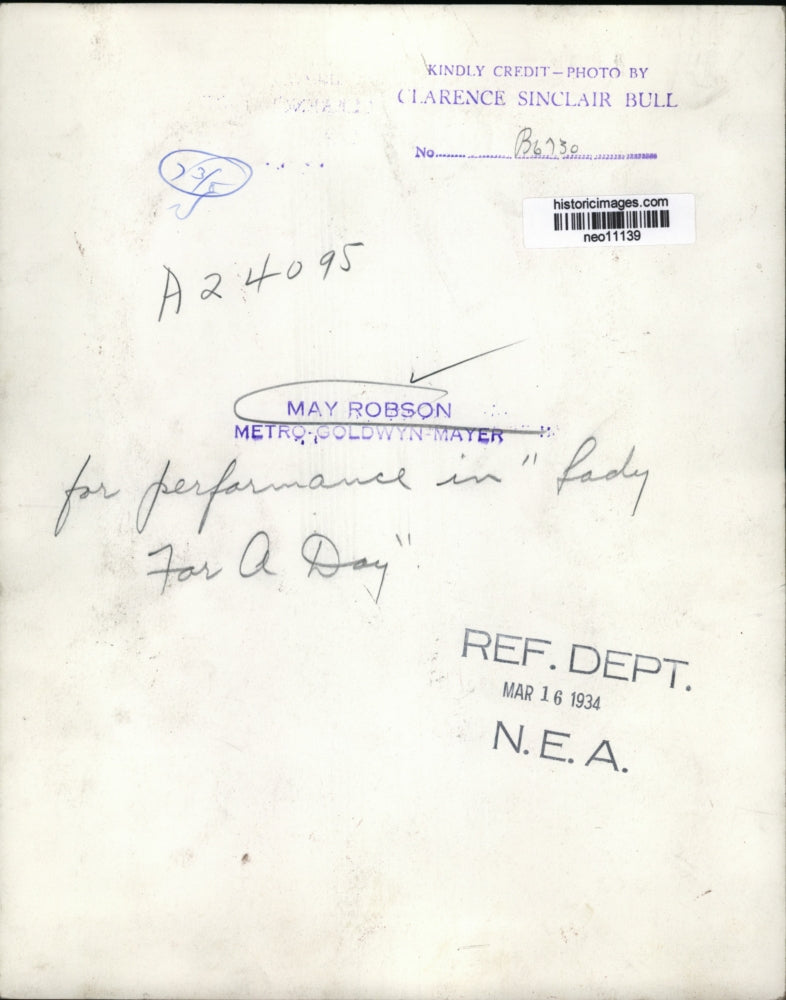 KINDLY CREDIT—PHOTO BY
CLARENCE SINCLAIR BULL
No. B6730
historicimages.com
neo11139
A24095
MAY ROBSON
METRO-GOLDWYN-MAYER
for performance in "Lady
For A Day"
REF. DEPT.
MAR 16 1934
N.E.A.